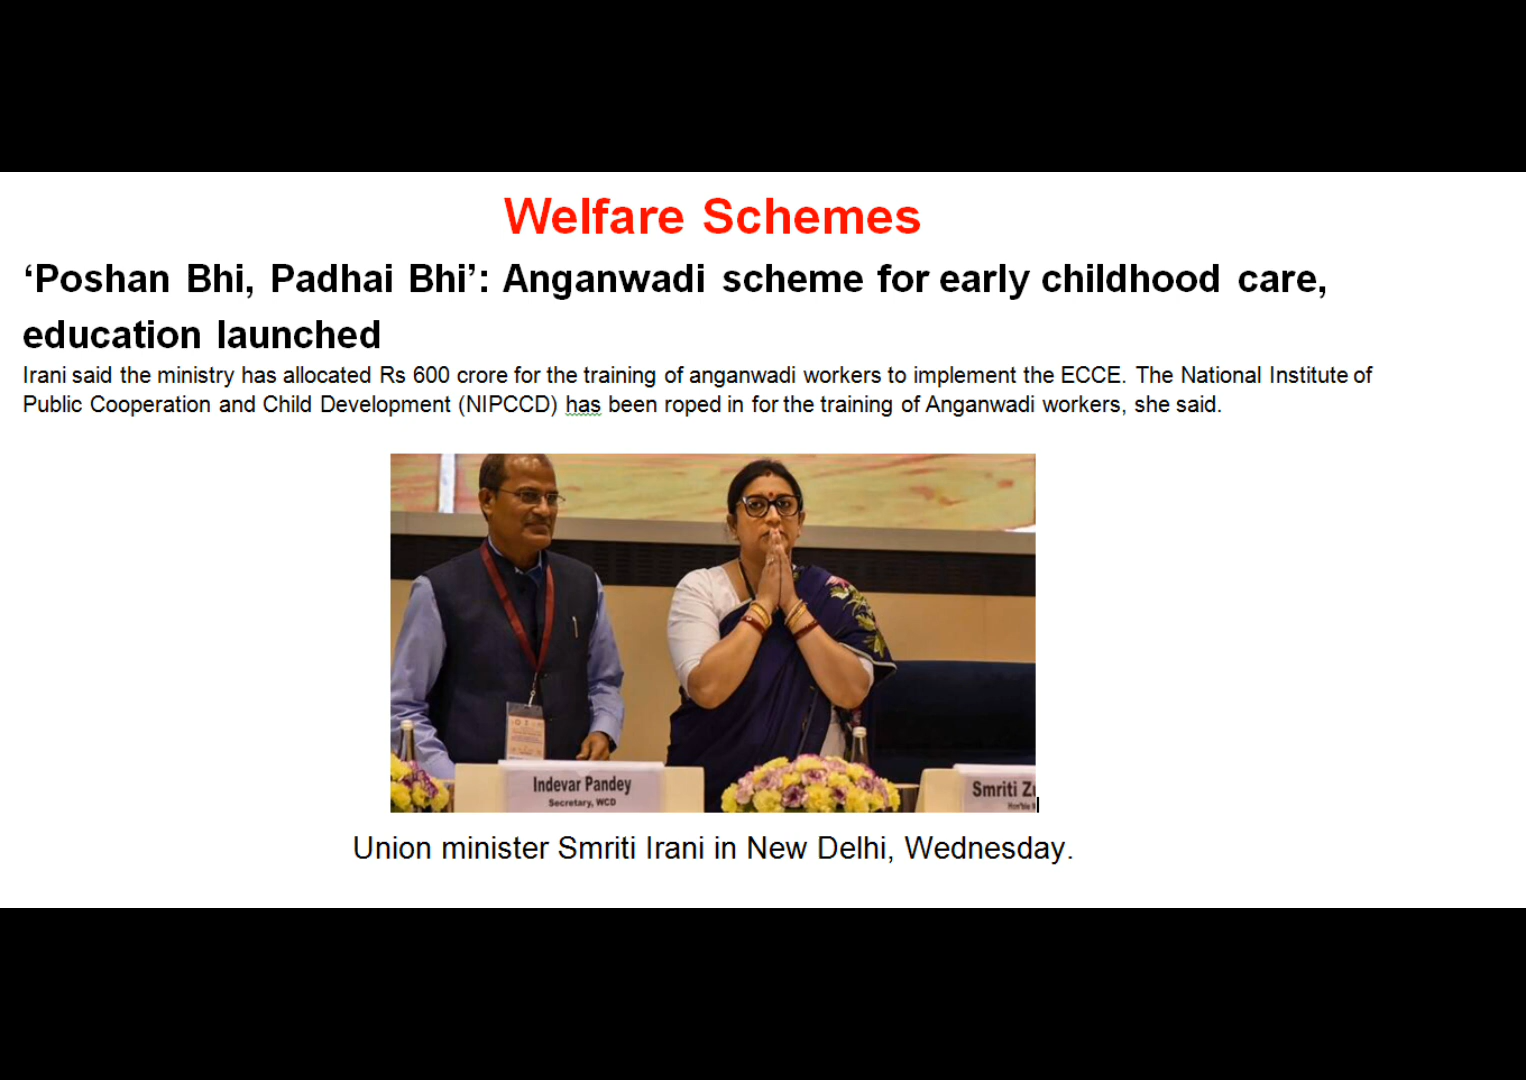 Welfare Schemes
‘Poshan Bhi, Padhai Bhi’: Anganwadi scheme for early childhood care,
education launched
Irani said the ministry has allocated Rs 600 crore for the training of anganwadi workers to implement the ECCE. The National Institute of
Public Cooperation and Child Development (NIPCCD) has been roped in for the training of Anganwadi workers, she said.
Indevar Pandey
Secretary, WCD
Smriti Z
Hon'ble
Union minister Smriti Irani in New Delhi, Wednesday.